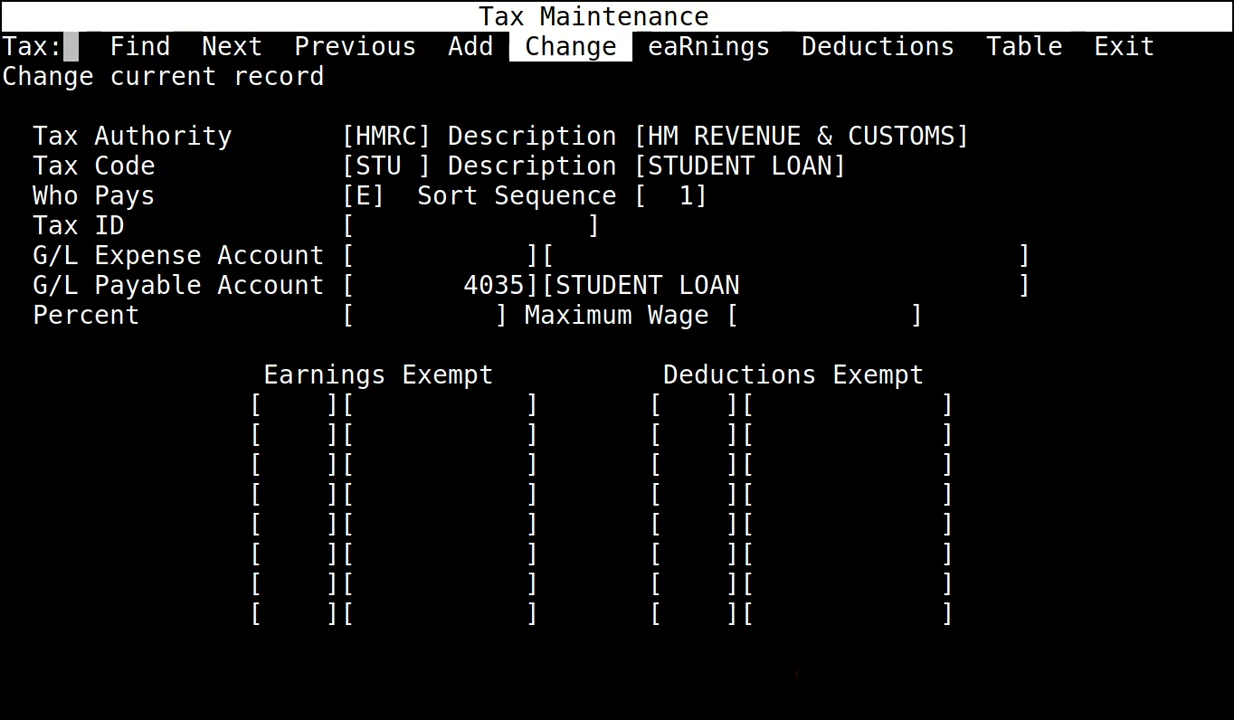 Tax Maintenance
Tax:  Find  Next  Previous  Add  Change  eaRnings  Deductions  Table  Exit
Change current record
Tax Authority [HMRC] Description [HM REVENUE & CUSTOMS]
Tax Code [STU ] Description [STUDENT LOAN]
Who Pays [E]  Sort Sequence [  1]
Tax ID [               ]
G/L Expense Account [           ][                              ]
G/L Payable Account [       4035][STUDENT LOAN                  ]
Percent [         ] Maximum Wage [           ]
Earnings Exempt           Deductions Exempt
[    ][           ]       [    ][            ]
[    ][           ]       [    ][            ]
[    ][           ]       [    ][            ]
[    ][           ]       [    ][            ]
[    ][           ]       [    ][            ]
[    ][           ]       [    ][            ]
[    ][           ]       [    ][            ]
[    ][           ]       [    ][            ]